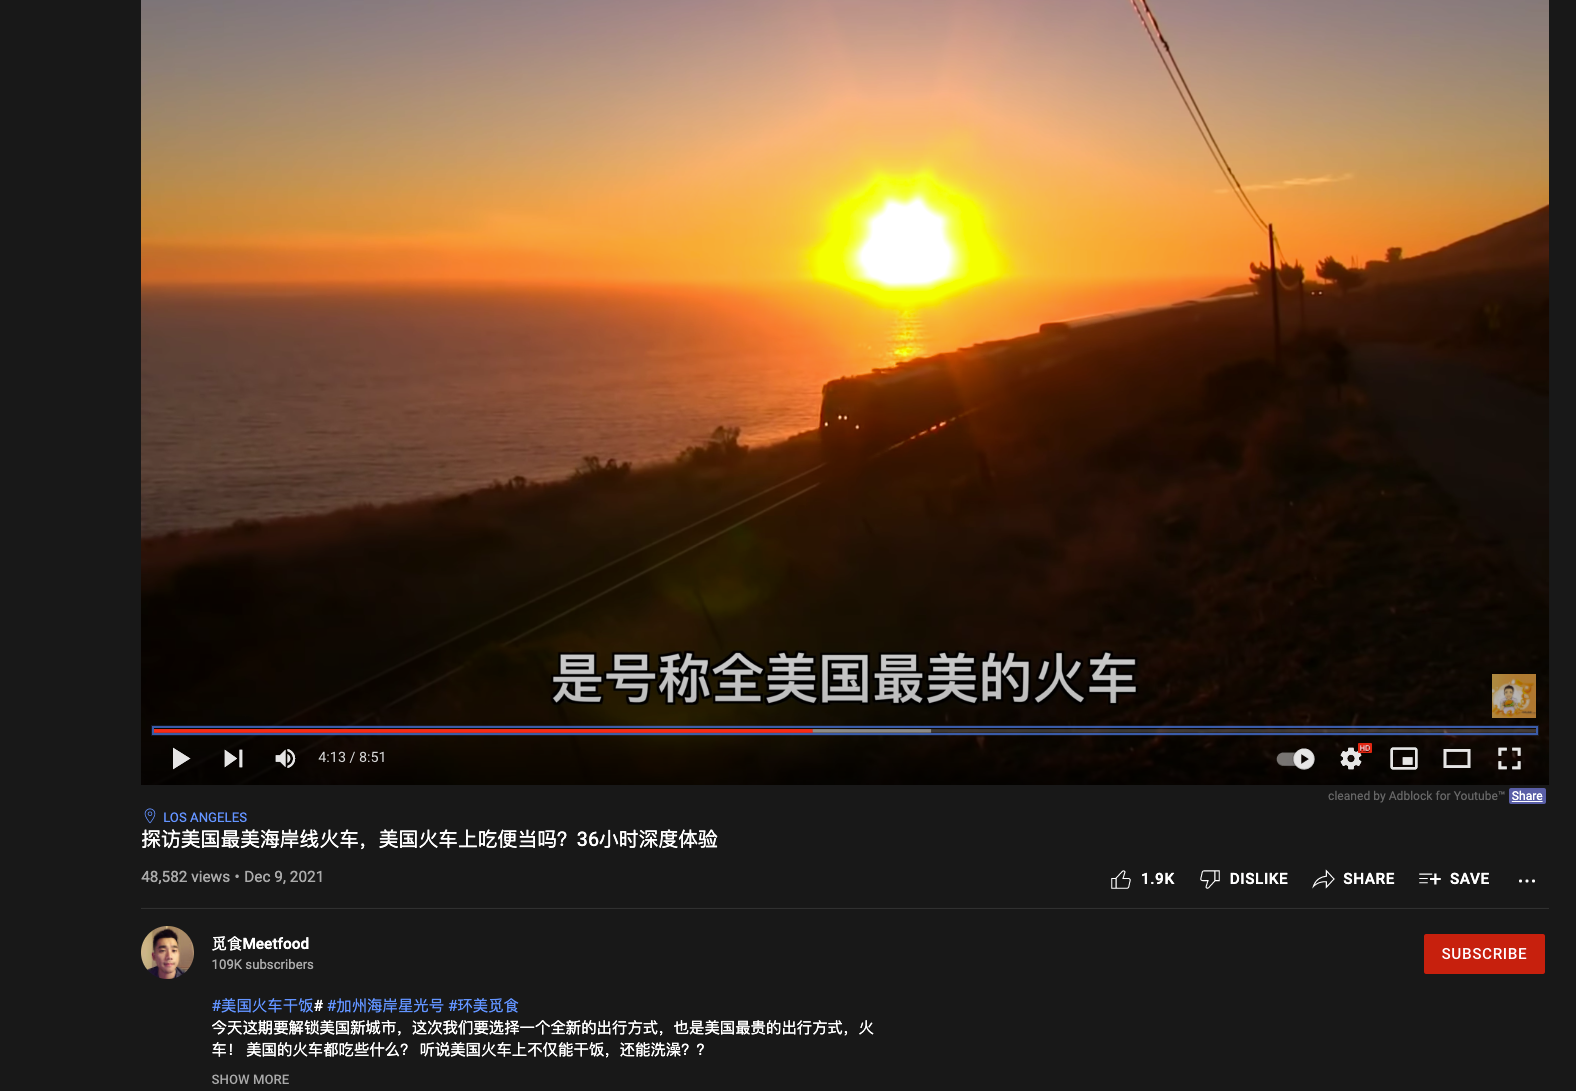 是号称全美国最美的火车
4:13 / 8:51
HD
cleaned by Adblock for Youtube™ Share
LOS ANGELES
探访美国最美海岸线火车，美国火车上吃便当吗？36小时深度体验
48,582 views • Dec 9, 2021
1.9K DISLIKE SHARE SAVE
觅食Meetfood
109K subscribers
SUBSCRIBE
#美国火车干饭# #加州海岸星光号 #环美觅食
今天这期要解锁美国新城市，这次我们要选择一个全新的出行方式，也是美国最贵的出行方式，火
车！ 美国的火车都吃些什么？ 听说美国火车上不仅能干饭，还能洗澡？？
SHOW MORE